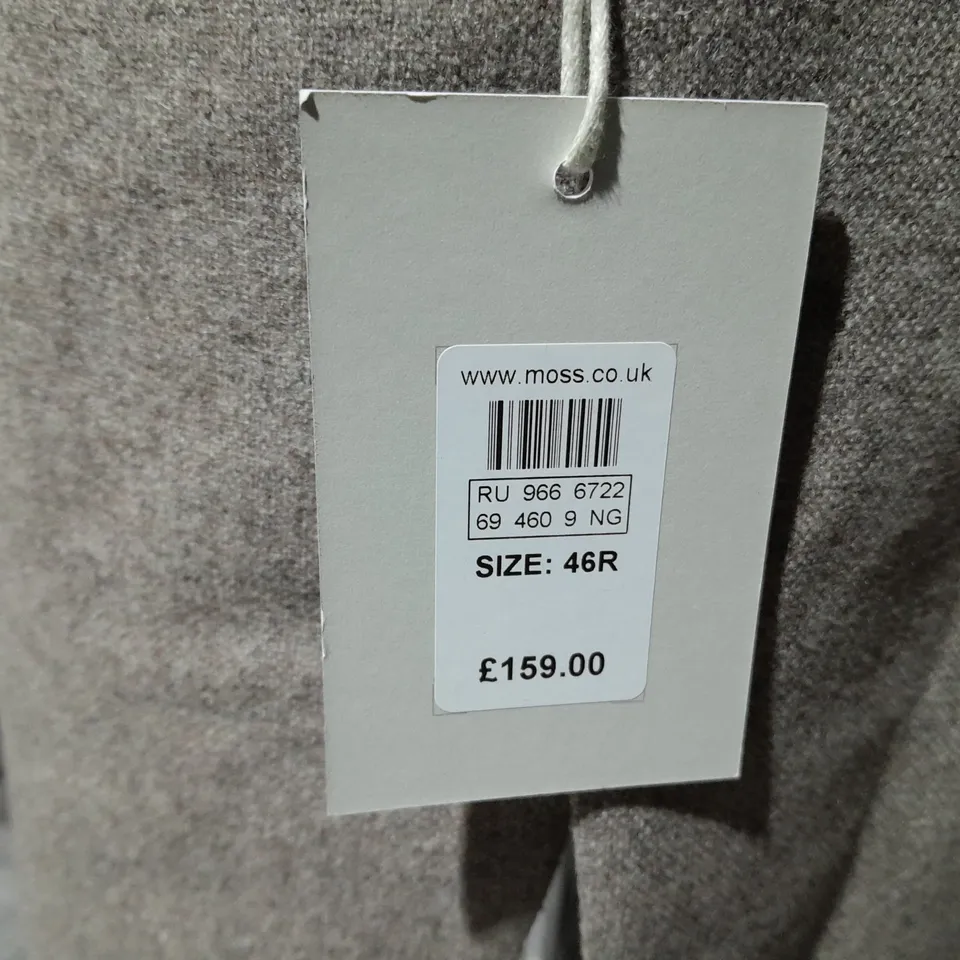 www.moss.co.uk
RU 966 6722
69 460 9 NG
SIZE: 46R
£159.00